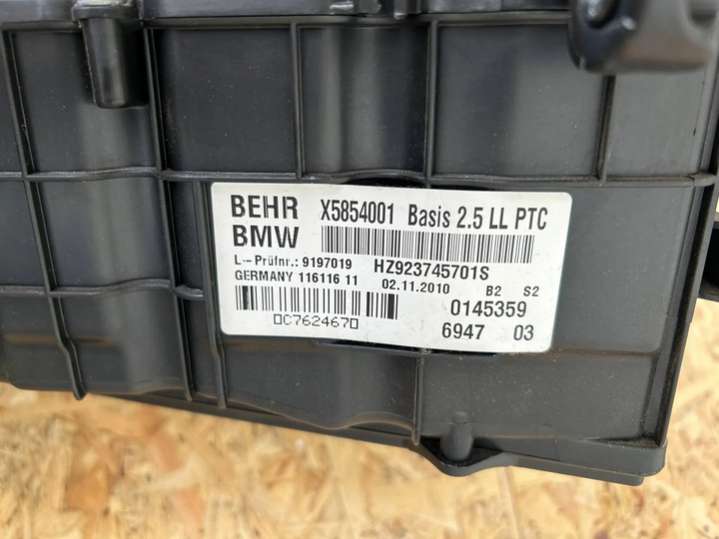 BEHR X5854001 Basis 2.5 LL PTC
BMW
L--Prüfnr.: 9197019 HZ923745701S
GERMANY 116116 11 02.11.2010 B2 S2
0145359
0C762467D 6947 03